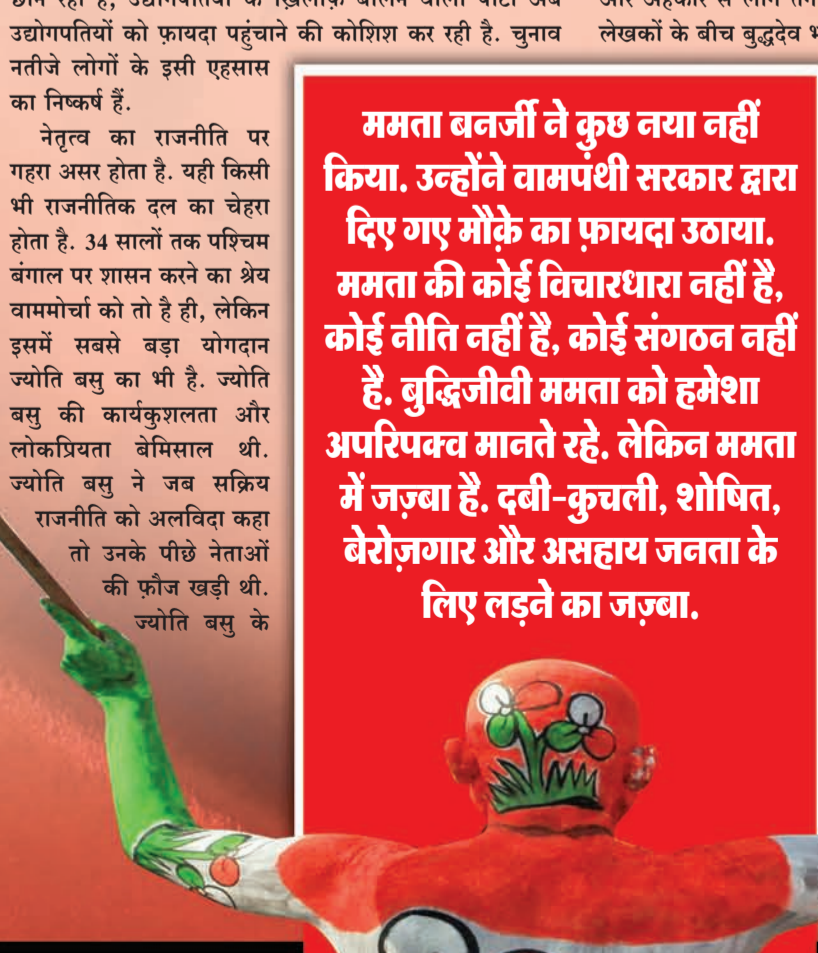 उद्योगपतियों को फ़ायदा पहुंचाने की कोशिश कर रही है. चुनाव
नतीजे लोगों के इसी एहसास
का निष्कर्ष हैं.
नेतृत्व का राजनीति पर
गहरा असर होता है. यही किसी
भी राजनीतिक दल का चेहरा
होता है. 34 सालों तक पश्चिम
बंगाल पर शासन करने का श्रेय
वाममोर्चा को तो है ही, लेकिन
इसमें सबसे बड़ा योगदान
ज्योति बसु का भी है. ज्योति
बसु की कार्यकुशलता और
लोकप्रियता बेमिसाल थी.
ज्योति बसु ने जब सक्रिय
राजनीति को अलविदा कहा
तो उनके पीछे नेताओं
की फ़ौज खड़ी थी.
ज्योति बसु के
लेखकों के बीच बुद्धदेव
ममता बनर्जी ने कुछ नया नहीं
किया. उन्होंने वामपंथी सरकार द्वारा
दिए गए मौक़े का फ़ायदा उठाया.
ममता की कोई विचारधारा नहीं है,
कोई नीति नहीं है, कोई संगठन नहीं
है. बुद्धिजीवी ममता को हमेशा
अपरिपक्व मानते रहे. लेकिन ममता
में जज़्बा है. दबी-कुचली, शोषित,
बेरोज़गार और असहाय जनता के
लिए लड़ने का जज़्बा.